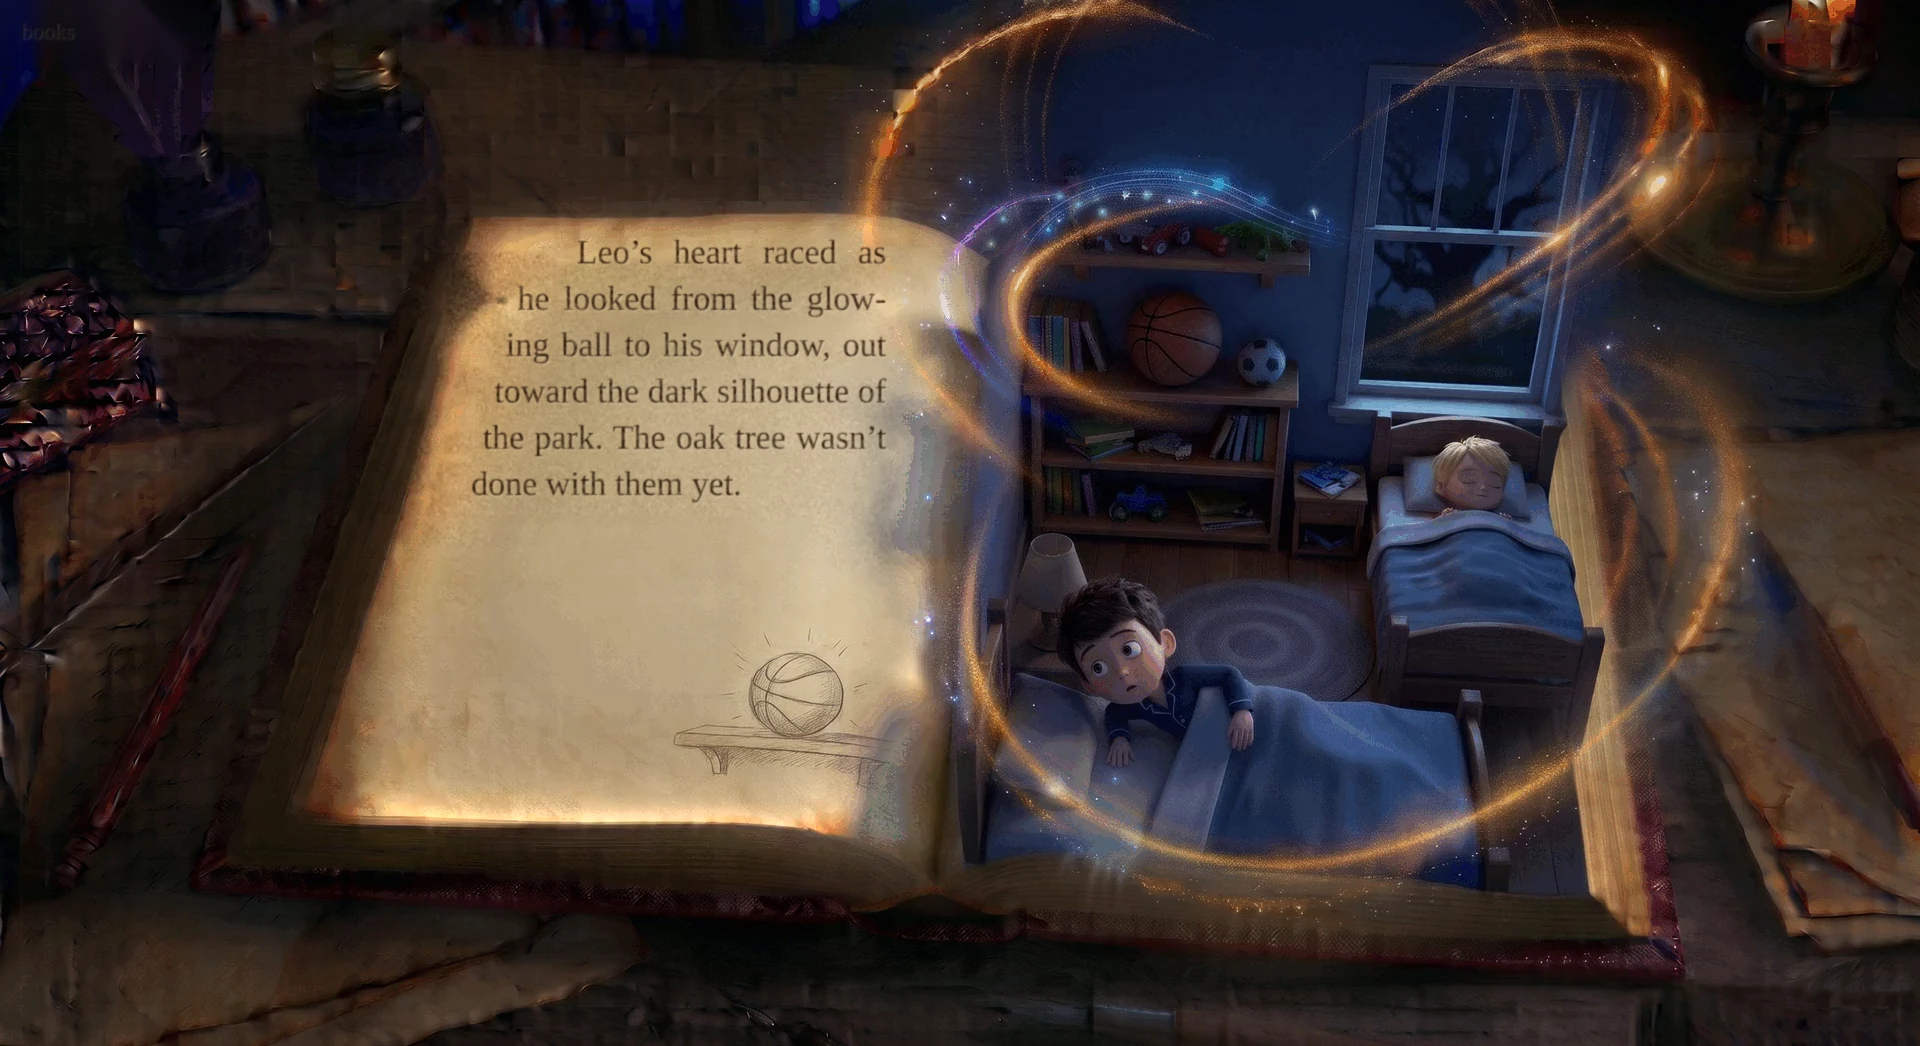 books
Leo’s heart raced as
he looked from the glow-
ing ball to his window, out
toward the dark silhouette of
the park. The oak tree wasn’t
done with them yet.